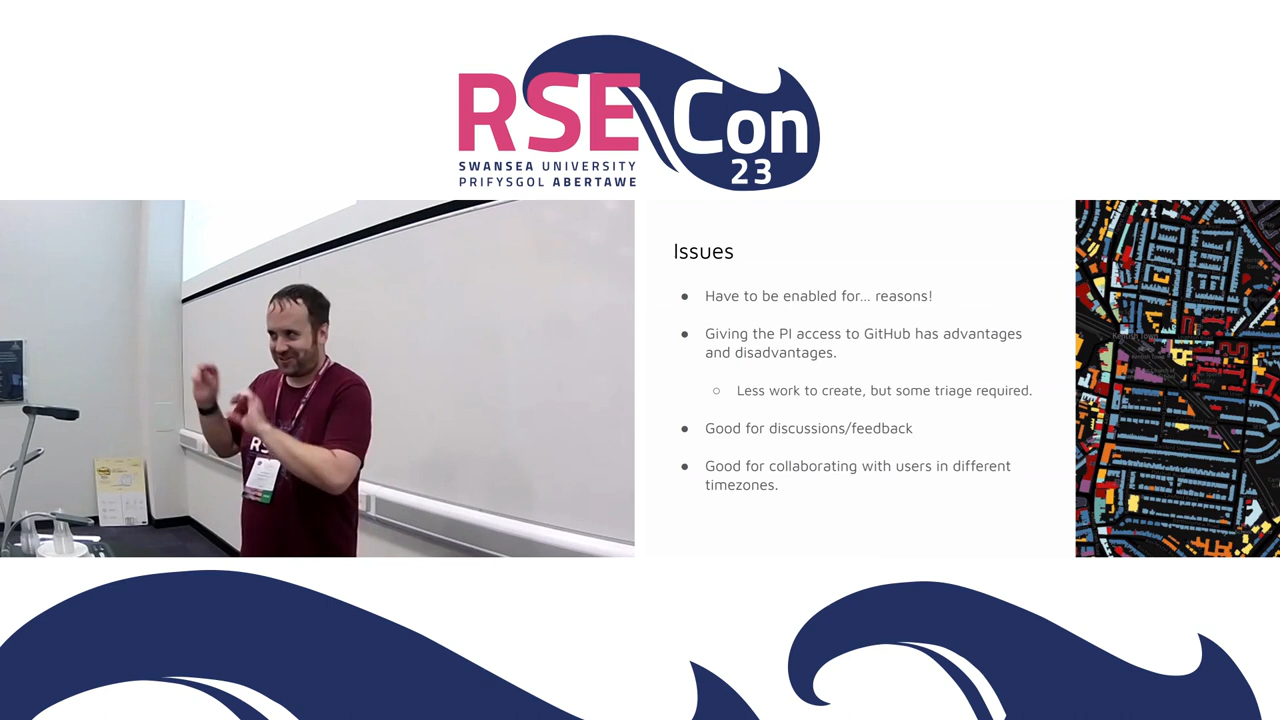 RSE Con
23
SWANSEA UNIVERSITY
PRIFYSGOL ABERTAWE
Issues
● Have to be enabled for... reasons!
● Giving the PI access to GitHub has advantages
and disadvantages.
○ Less work to create, but some triage required.
● Good for discussions/feedback
● Good for collaborating with users in different
timezones.
Kentish Town